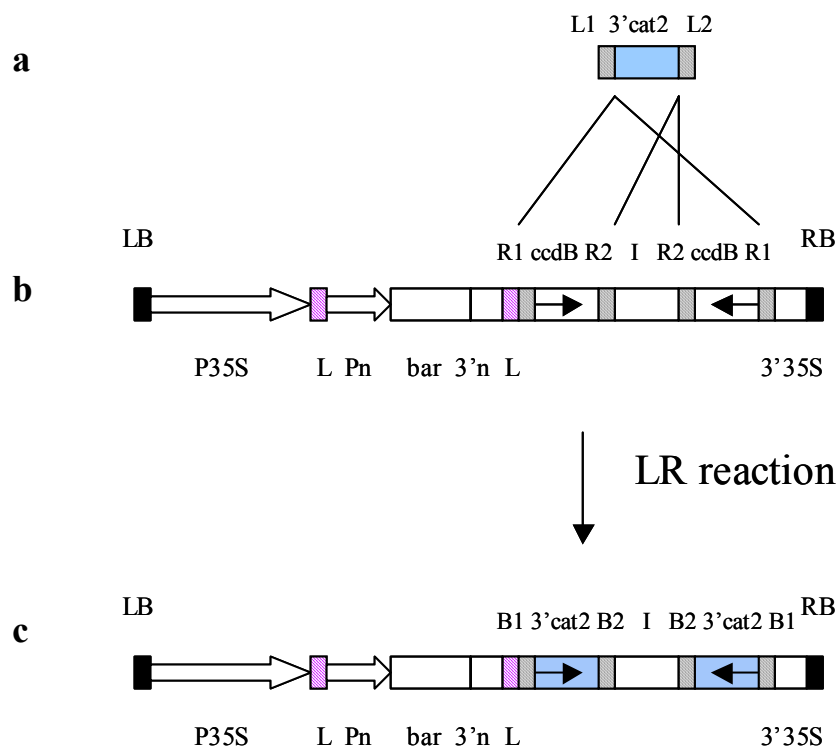 L1 3’cat2 L2
a
LB RB
R1 ccdB R2 I R2 ccdB R1
b
P35S L Pn bar 3’n L 3’35S
LR reaction
LB RB
B1 3’cat2 B2 I B2 3’cat2 B1
c
P35S L Pn bar 3’n L 3’35S